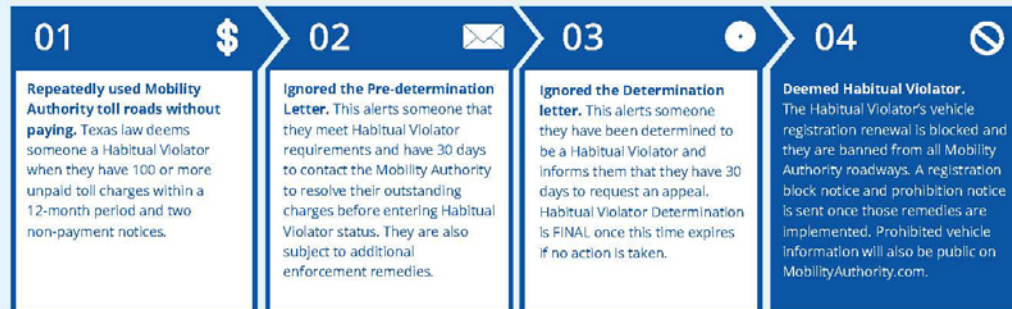 01
$
Repeatedly used Mobility
Authority toll roads without
paying. Texas law deems
someone a Habitual Violator
when they have 100 or more
unpaid toll charges within a
12-month period and two
non-payment notices.
02
Ignored the Pre-determination
Letter. This alerts someone that
they meet Habitual Violator
requirements and have 30 days
to contact the Mobility Authority
to resolve their outstanding
charges before entering Habitual
Violator status. They are also
subject to additional
enforcement remedies.
03
Ignored the Determination
letter. This alerts someone
they have been determined to
be a Habitual Violator and
informs them that they have 30
days to request an appeal.
Habitual Violator Determination
is FINAL once this time expires
if no action is taken.
04
Deemed Habitual Violator.
The Habitual Violator's vehicle
registration renewal is blocked and
they are banned from all Mobility
Authority roadways. A registration
block notice and prohibition notice
is sent once those remedies are
implemented. Prohibited vehicle
information will also be public on
MobilityAuthority.com.